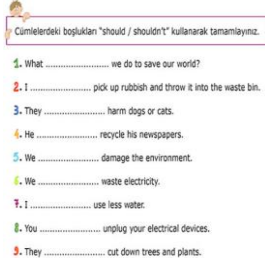 Cümlelerdeki boşlukları "should / shouldn't" kullanarak tamamlayınız.
1. What ........................ we do to save our world?
2. I ....................... pick up rubbish and throw it into the waste bin.
3. They ....................... harm dogs or cats.
4. He ....................... recycle his newspapers.
5. We ....................... damage the environment.
6. We ....................... waste electricity.
7. I ....................... use less water.
8. You ....................... unplug your electrical devices.
9. They ....................... cut down trees and plants.